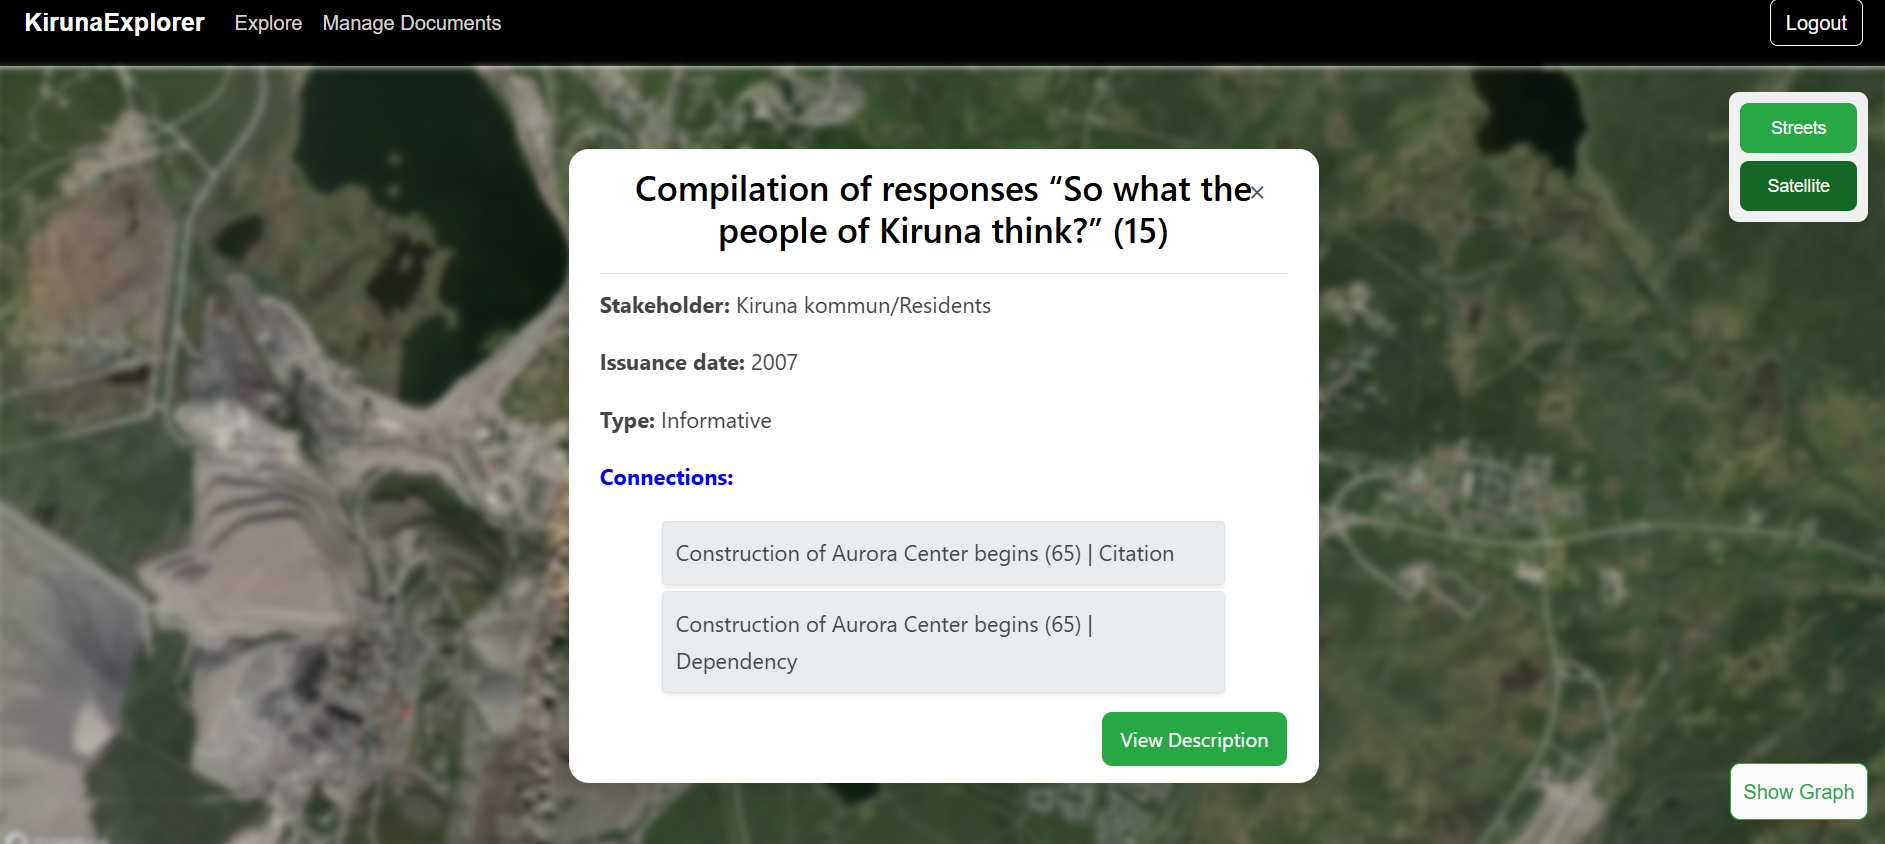 KirunaExplorer Explore Manage Documents Logout
Streets
Satellite
Compilation of responses “So what the×
people of Kiruna think?” (15)
Stakeholder: Kiruna kommun/Residents
Issuance date: 2007
Type: Informative
Connections:
Construction of Aurora Center begins (65) | Citation
Construction of Aurora Center begins (65) |
Dependency
View Description
Show Graph